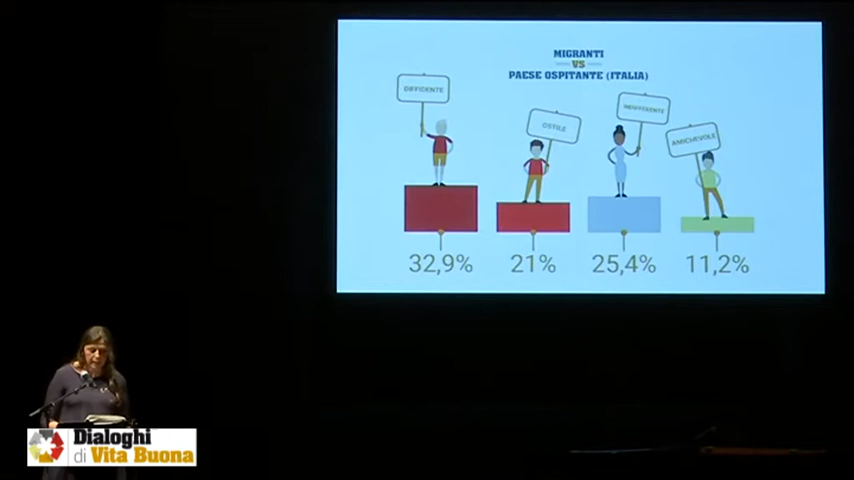 MIGRANTI
VS
PAESE OSPITANTE (ITALIA)
DIFFIDENTE
OSTILE
INDIFFERENTE
AMICHEVOLE
32,9%
21%
25,4%
11,2%
Dialoghi
di Vita Buona